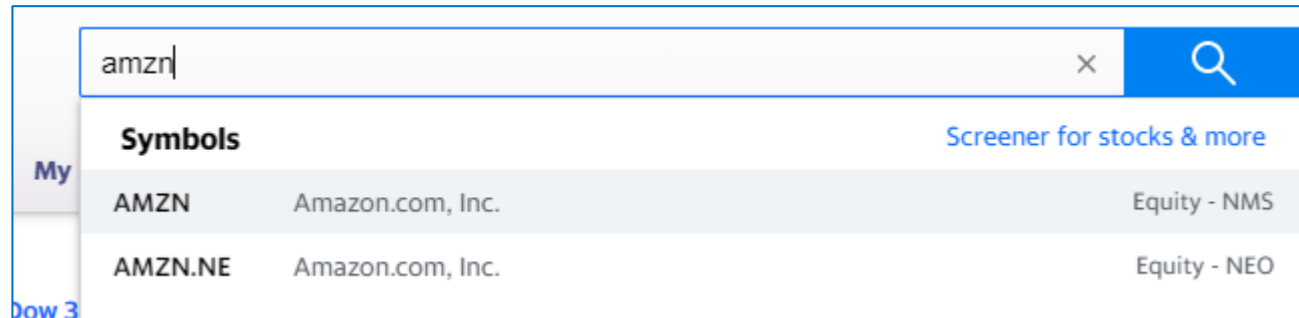 amzn
Symbols Screener for stocks & more
My
AMZN Amazon.com, Inc. Equity - NMS
AMZN.NE Amazon.com, Inc. Equity - NEO
Dow 3